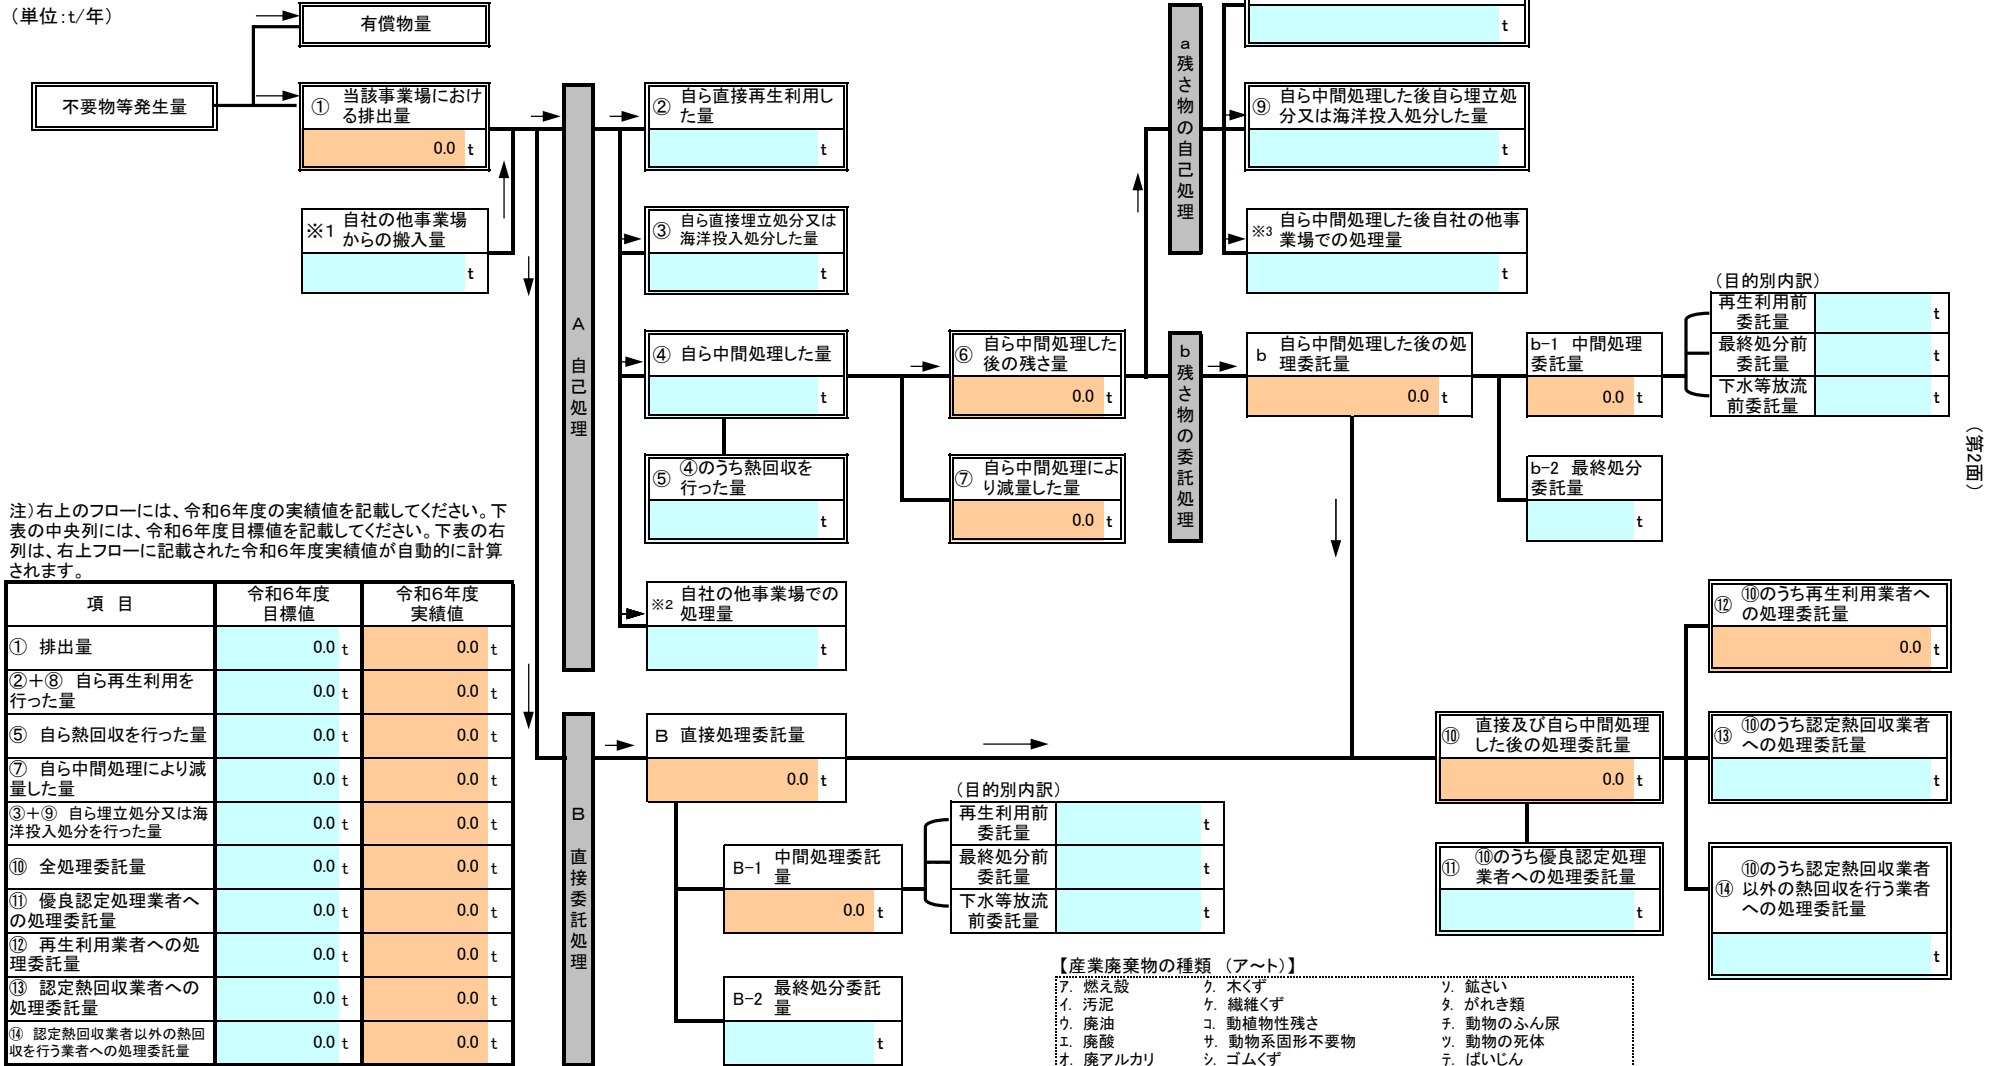 （単位：t/年）
有償物量
不要物等発生量
① 当該事業場におけ
る排出量
0.0 t
※1 自社の他事業場
からの搬入量
t
A 自己処理
② 自ら直接再生利用し
た量
t
③ 自ら直接埋立処分又は
海洋投入処分した量
t
④ 自ら中間処理した量
t
⑤ ④のうち熱回収を
行った量
t
※2 自社の他事業場での
処理量
t
⑥ 自ら中間処理した
後の残さ量
0.0 t
⑦ 自ら中間処理によ
り減量した量
0.0 t
a 残さ物の自己処理
t
⑨ 自ら中間処理した後自ら埋立処
分又は海洋投入処分した量
t
※3 自ら中間処理した後自社の他事
業場での処理量
t
b 残さ物の委託処理
b 自ら中間処理した後の処
理委託量
0.0 t
b-1 中間処理
委託量
0.0 t
b-2 最終処分
委託量
t
（目的別内訳）
再生利用前
委託量
t
最終処分前
委託量
t
下水等放流
前委託量
t
（第2面）
注）右上のフローには、令和６年度の実績値を記載してください。下
表の中央列には、令和６年度目標値を記載してください。下表の右
列は、右上フローに記載された令和６年度実績値が自動的に計算
されます。
項 目
令和６年度
目標値
令和６年度
実績値
① 排出量 0.0 t 0.0 t
②＋⑧ 自ら再生利用を
行った量 0.0 t 0.0 t
⑤ 自ら熱回収を行った量 0.0 t 0.0 t
⑦ 自ら中間処理により減
量した量 0.0 t 0.0 t
③＋⑨ 自ら埋立処分又は海
洋投入処分を行った量 0.0 t 0.0 t
⑩ 全処理委託量 0.0 t 0.0 t
⑪ 優良認定処理業者へ
の処理委託量 0.0 t 0.0 t
⑫ 再生利用業者への処
理委託量 0.0 t 0.0 t
⑬ 認定熱回収業者への
処理委託量 0.0 t 0.0 t
⑭ 認定熱回収業者以外の熱回
収を行う業者への処理委託量 0.0 t 0.0 t
B 直接委託処理
B 直接処理委託量
0.0 t
B-1 中間処理委託
量
0.0 t
B-2 最終処分委託
量
t
（目的別内訳）
再生利用前
委託量
t
最終処分前
委託量
t
下水等放流
前委託量
t
⑩ 直接及び自ら中間処理
した後の処理委託量
0.0 t
⑪ ⑩のうち優良認定処理
業者への処理委託量
t
⑫ ⑩のうち再生利用業者へ
の処理委託量
0.0 t
⑬ ⑩のうち認定熱回収業者
への処理委託量
t
⑭ ⑩のうち認定熱回収業者
以外の熱回収を行う業者
への処理委託量
t
【産業廃棄物の種類 （ア～ト）】
ア．燃え殻 ク．木くず ソ．鉱さい
イ．汚泥 ケ．繊維くず タ．がれき類
ウ．廃油 コ．動植物性残さ チ．動物のふん尿
エ．廃酸 サ．動物系固形不要物 ツ．動物の死体
オ．廃アルカリ シ．ゴムくず テ．ばいじん